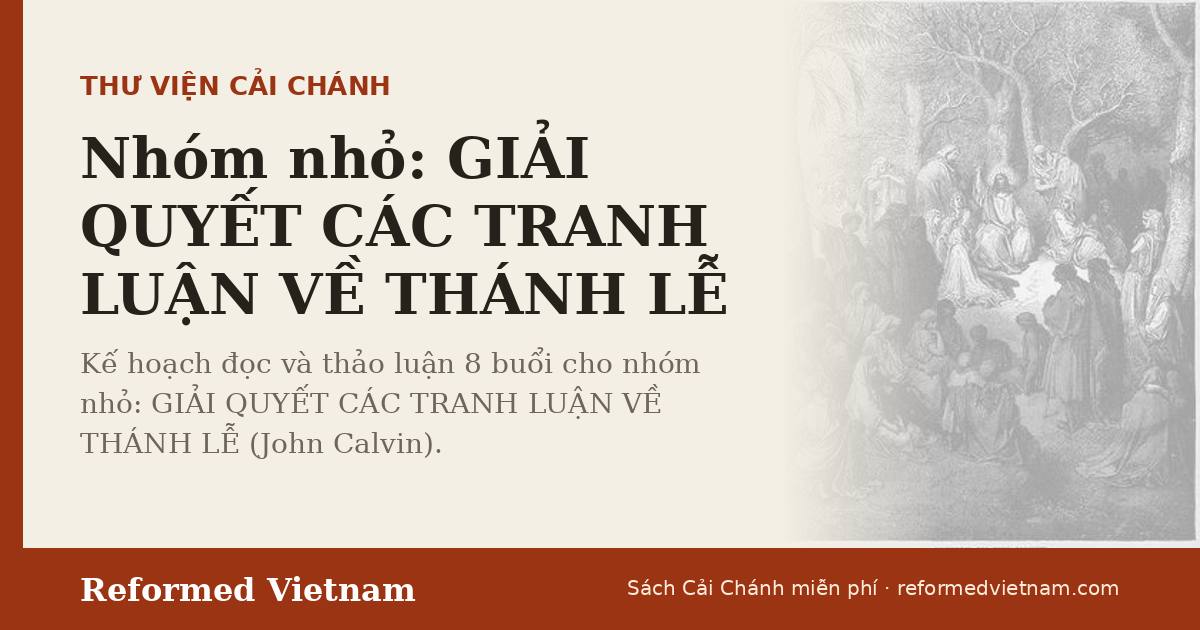 THƯ VIỆN CẢI CHÁNH
Nhóm nhỏ: GIẢI
QUYẾT CÁC TRANH
LUẬN VỀ THÁNH LỄ
Kế hoạch đọc và thảo luận 8 buổi cho nhóm
nhỏ: GIẢI QUYẾT CÁC TRANH LUẬN VỀ
THÁNH LỄ (John Calvin).
Reformed Vietnam
Sách Cải Chánh miễn phí · reformedvietnam.com